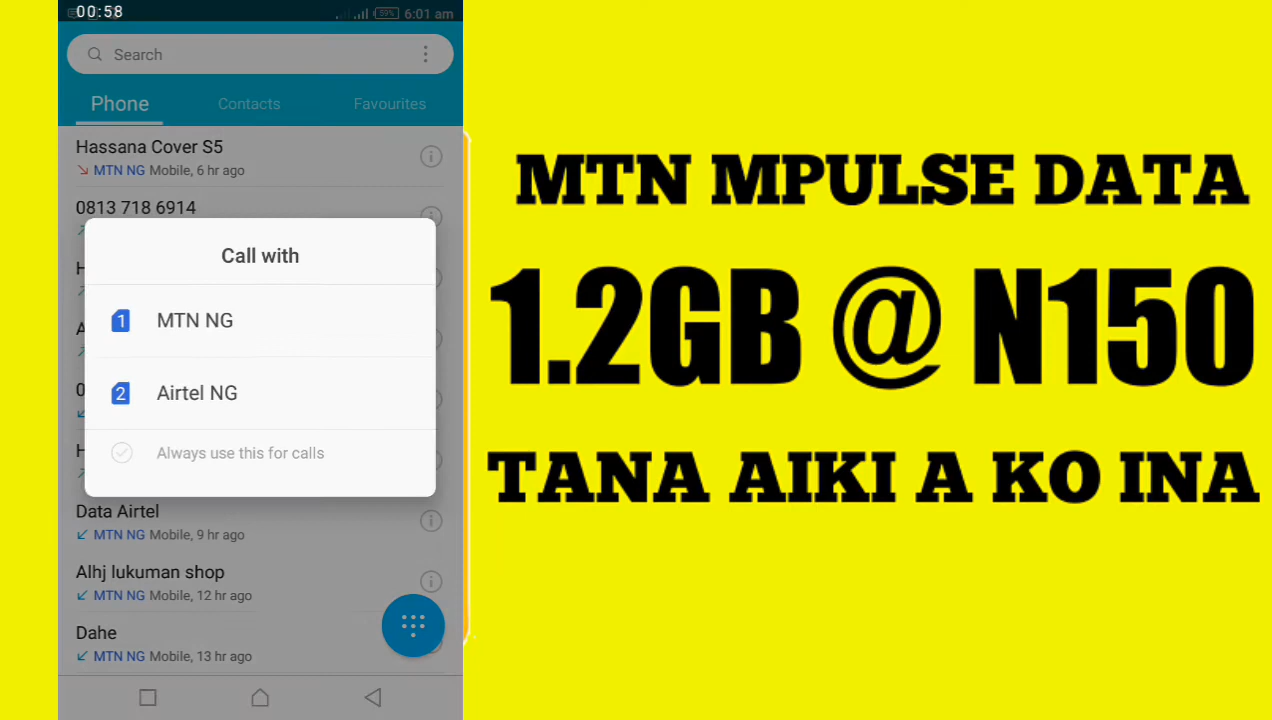 00:58
59%
6:01 am
Search
Phone
Contacts
Favourites
Hassana Cover S5
MTN NG Mobile, 6 hr ago
0813 718 6914
H
Call with
A
1 MTN NG
0
2 Airtel NG
H
Always use this for calls
Data Airtel
MTN NG Mobile, 9 hr ago
Alhj lukuman shop
MTN NG Mobile, 12 hr ago
Dahe
MTN NG Mobile, 13 hr ago
MTN MPULSE DATA
1.2GB @ N150
TANA AIKI A KO INA